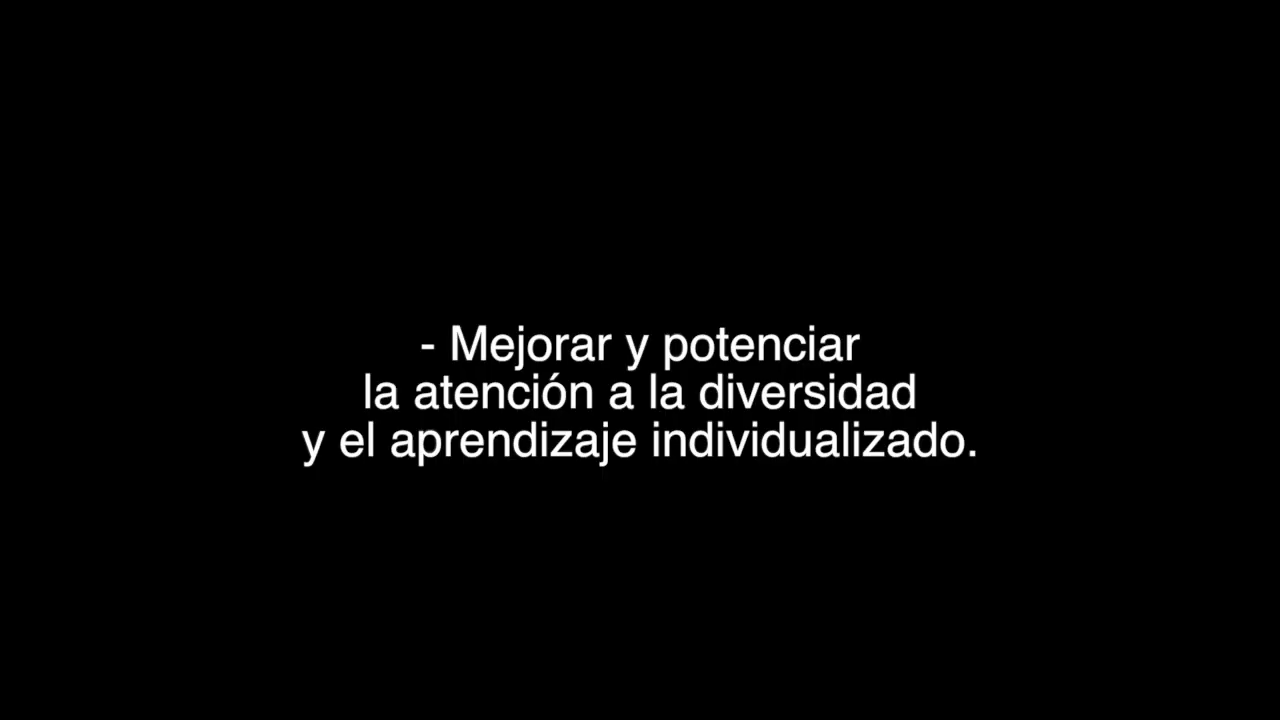 - Mejorar y potenciar
la atención a la diversidad
y el aprendizaje individualizado.